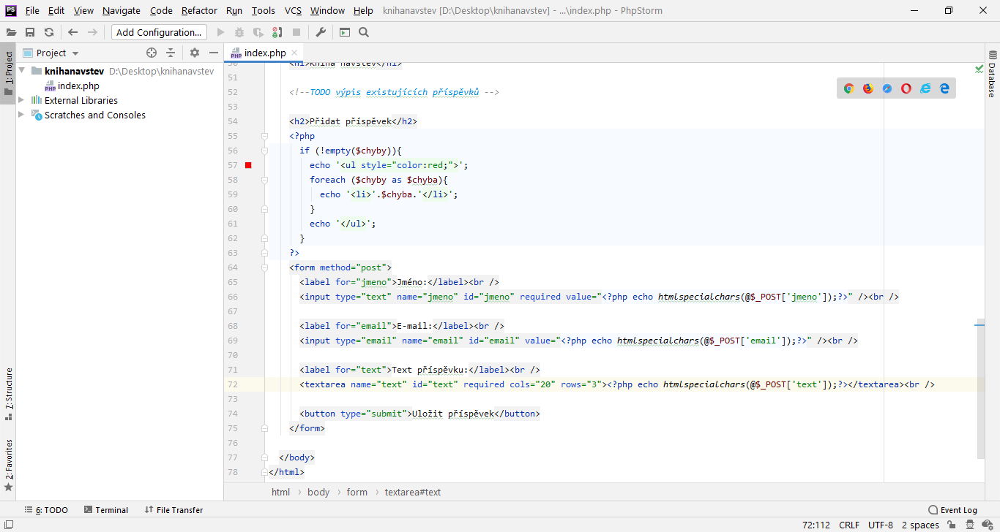 PS File Edit View Navigate Code Refactor Run Tools VCS Window Help knihanavstev [D:\Desktop\knihanavstev] - ...\index.php - PhpStorm
Add Configuration...
1: Project
Project
index.php
knihanavstev D:\Desktop\knihanavstev
index.php
External Libraries
Scratches and Consoles
50 <h1>Kniha návštěv</h1>
51
52 <!--TODO výpis existujících příspěvků -->
53
54 <h2>Přidat příspěvek</h2>
55 <?php
56 if (!empty($chyby)){
57 echo '<ul style="color:red;">';
58 foreach ($chyby as $chyba){
59 echo '<li>'.$chyba.'</li>';
60 }
61 echo '</ul>';
62 }
63 ?>
64 <form method="post">
65 <label for="jmeno">Jméno:</label><br />
66 <input type="text" name="jmeno" id="jmeno" required value="<?php echo htmlspecialchars(@$_POST['jmeno']);?>" /><br />
67
68 <label for="email">E-mail:</label><br />
69 <input type="email" name="email" id="email" value="<?php echo htmlspecialchars(@$_POST['email']);?>" /><br />
70
71 <label for="text">Text příspěvku:</label><br />
72 <textarea name="text" id="text" required cols="20" rows="3"><?php echo htmlspecialchars(@$_POST['text']);?></textarea><br />
73
74 <button type="submit">Uložit příspěvek</button>
75 </form>
76
77 </body>
78 </html>
Database
7: Structure
2: Favorites
html body form textarea#text
6: TODO Terminal File Transfer Event Log
72:112 CRLF UTF-8 2 spaces